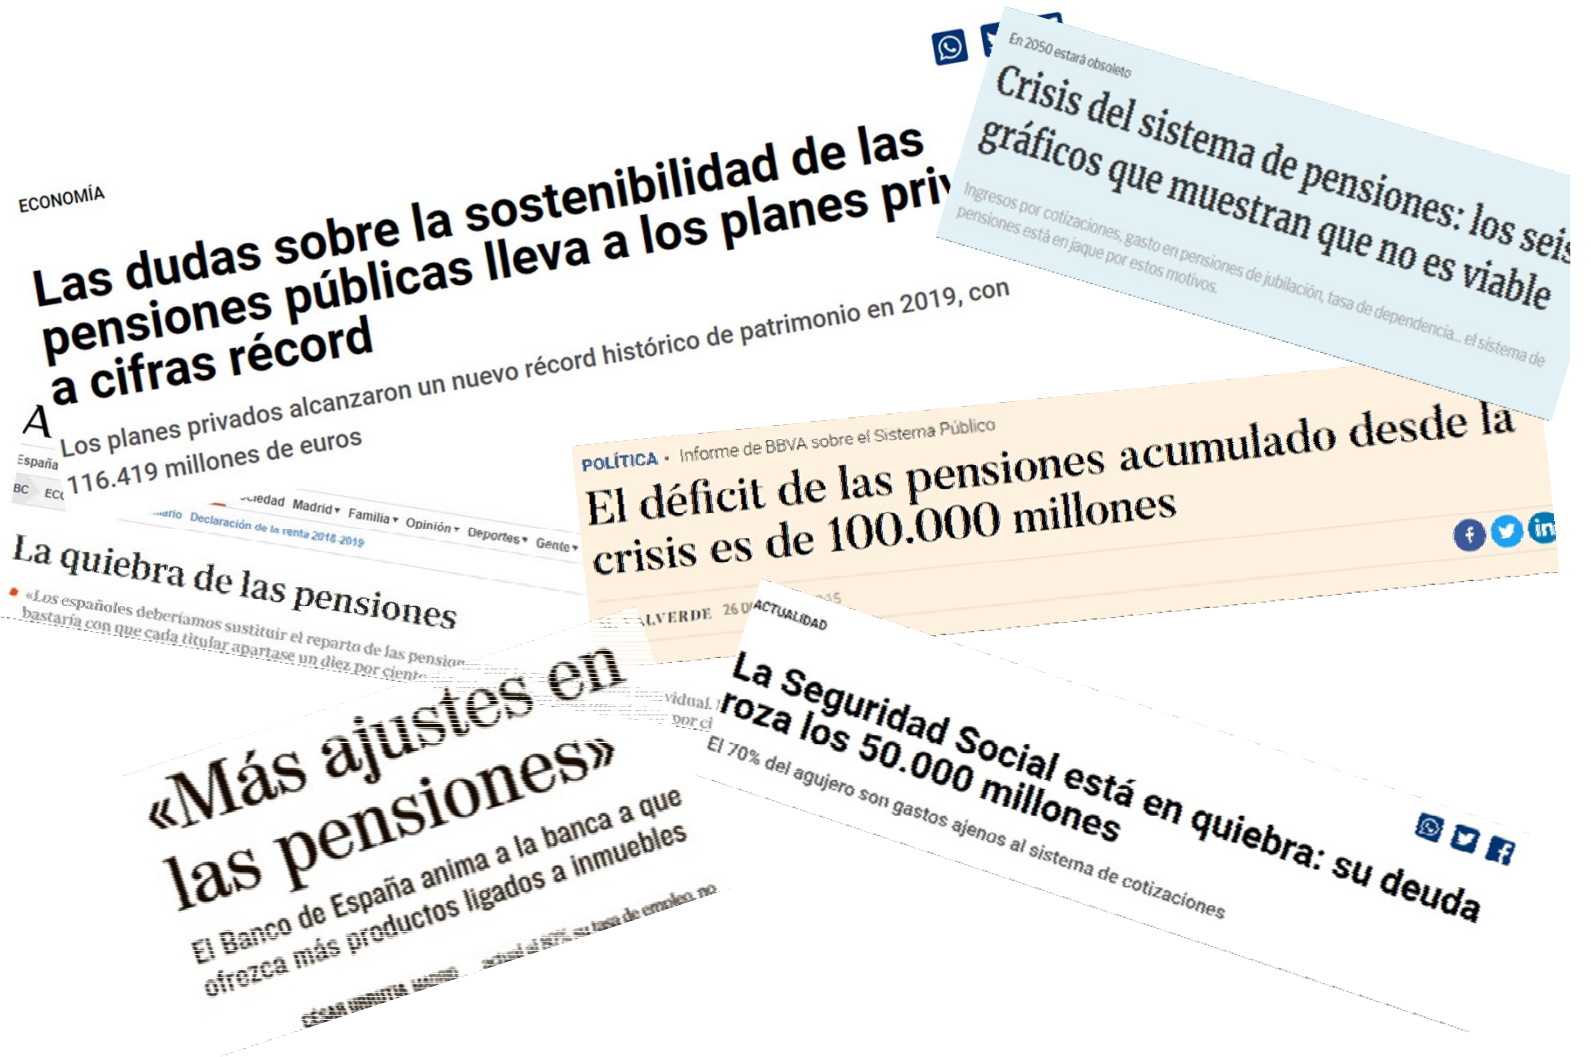 ECONOMÍA
Las dudas sobre la sostenibilidad de las
pensiones públicas lleva a los planes priv
a cifras récord
Los planes privados alcanzaron un nuevo récord histórico de patrimonio en 2019, con
116.419 millones de euros
En 2050 estará obsoleto
Crisis del sistema de pensiones: los seis
gráficos que muestran que no es viable
Ingresos por cotizaciones, gasto en pensiones de jubilación, tasa de dependencia... el sistema de
pensiones está en jaque por estos motivos.
A
España
BC
Madrid Familia Opinión Deportes Gente
Declaración de la renta 2018-2019
La quiebra de las pensiones
«Los españoles deberíamos sustituir el reparto de las
bastaría con que cada titular apartase un diez por
POLÍTICA • Informe de BBVA sobre el Sistema Público
El déficit de las pensiones acumulado desde la
crisis es de 100.000 millones
26
«Más ajustes en
las pensiones»
El Banco de España anima a la banca a que
ofrezca más productos ligados a inmuebles
su tasa de empleo, no
ACTUALIDAD
La Seguridad Social está en quiebra: su deuda
roza los 50.000 millones
El 70% del agujero son gastos ajenos al sistema de cotizaciones